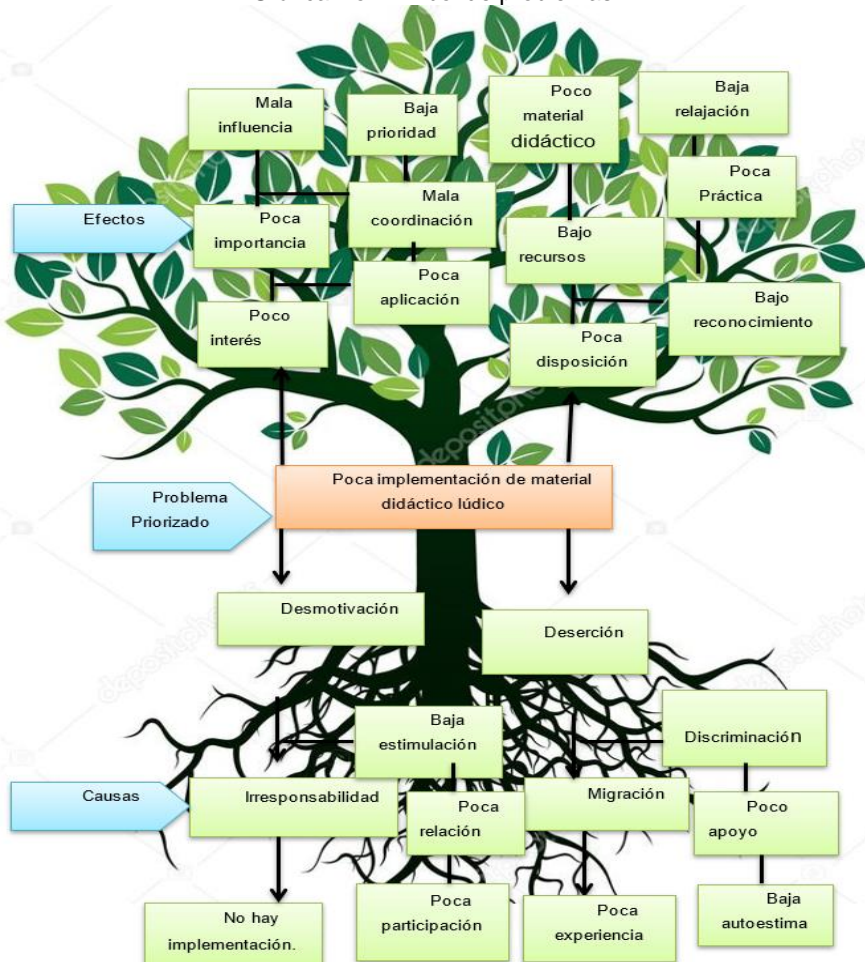 Mala
influencia
Baja
prioridad
Poco
material
didáctico
Baja
relajación
Poca
Práctica
Efectos
Poca
importancia
Mala
coordinación
Bajo
recursos
Poca
aplicación
Bajo
reconocimiento
Poco
interés
Poca
disposición
Problema
Priorizado
Poca implementación de material
didáctico lúdico
Desmotivación
Deserción
Baja
estimulación
Discriminación
Causas
Irresponsabilidad
Poca
relación
Migración
Poco
apoyo
No hay
implementación.
Poca
participación
Poca
experiencia
Baja
autoestima
depositphotos